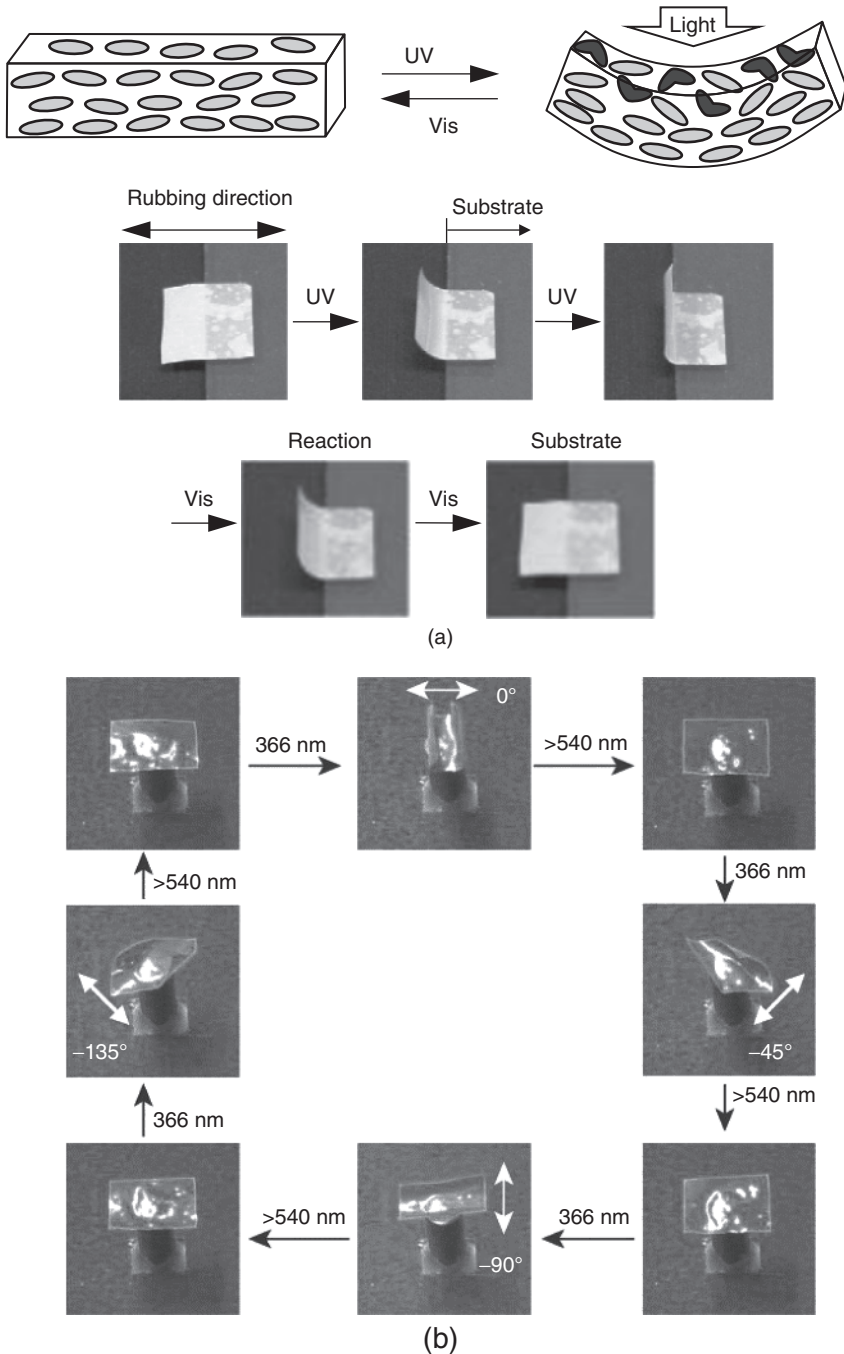 UV
Light
Vis
Rubbing direction
Substrate
UV
UV
Reaction
Substrate
Vis
Vis
(a)
366 nm
0°
>540 nm
>540 nm
366 nm
−135°
−45°
366 nm
>540 nm
>540 nm
−90°
366 nm
(b)